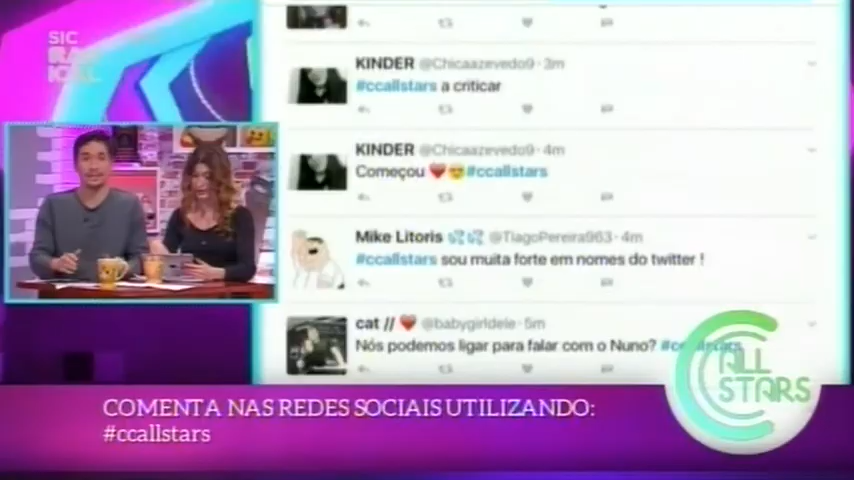 SIC
RADICAL
KINDER @Chicaazevedo9 · 3m
#ccallstars a criticar
KINDER @Chicaazevedo9 · 4m
Começou ❤️😍#ccallstars
Mike Litoris 💦💦 @TiagoPereira963 · 4m
#ccallstars sou muita forte em nomes do twitter !
cat // ❤️ @babygirldele · 5m
Nós podemos ligar para falar com o Nuno?
CC ALL
STARS
COMENTA NAS REDES SOCIAIS UTILIZANDO:
#ccallstars